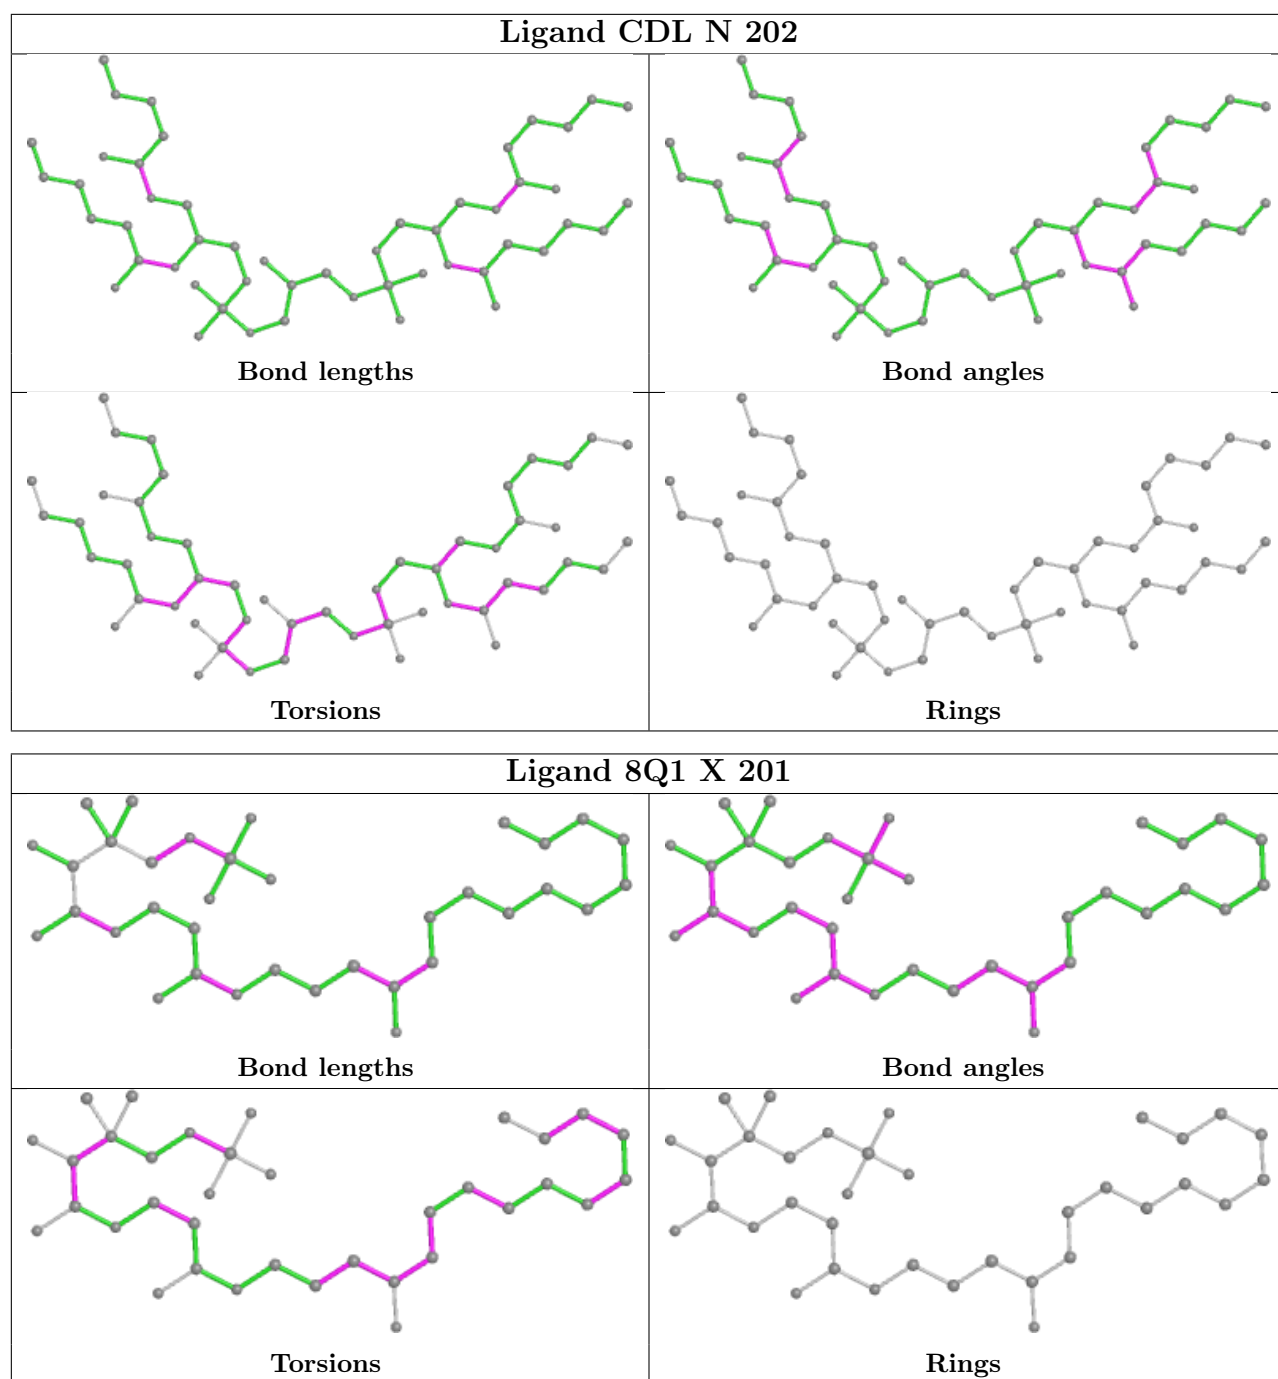 Ligand CDL N 202
Bond lengths
Bond angles
Torsions
Rings
Ligand 8Q1 X 201
Bond lengths
Bond angles
Torsions
Rings